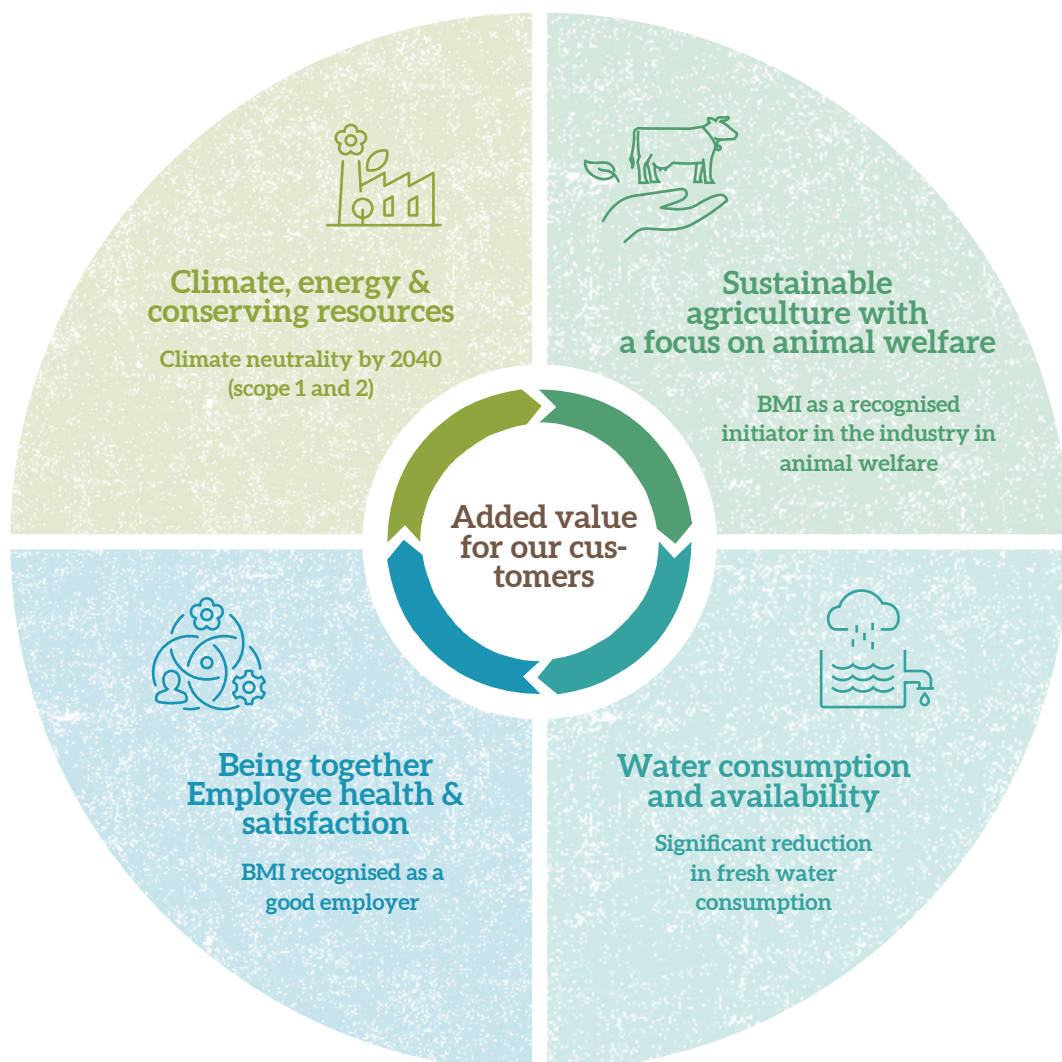 Climate, energy &
conserving resources
Climate neutrality by 2040
(scope 1 and 2)
Sustainable
agriculture with
a focus on animal welfare
BMI as a recognised
initiator in the industry in
animal welfare
Added value
for our cus-
tomers
Being together
Employee health &
satisfaction
BMI recognised as a
good employer
Water consumption
and availability
Significant reduction
in fresh water
consumption